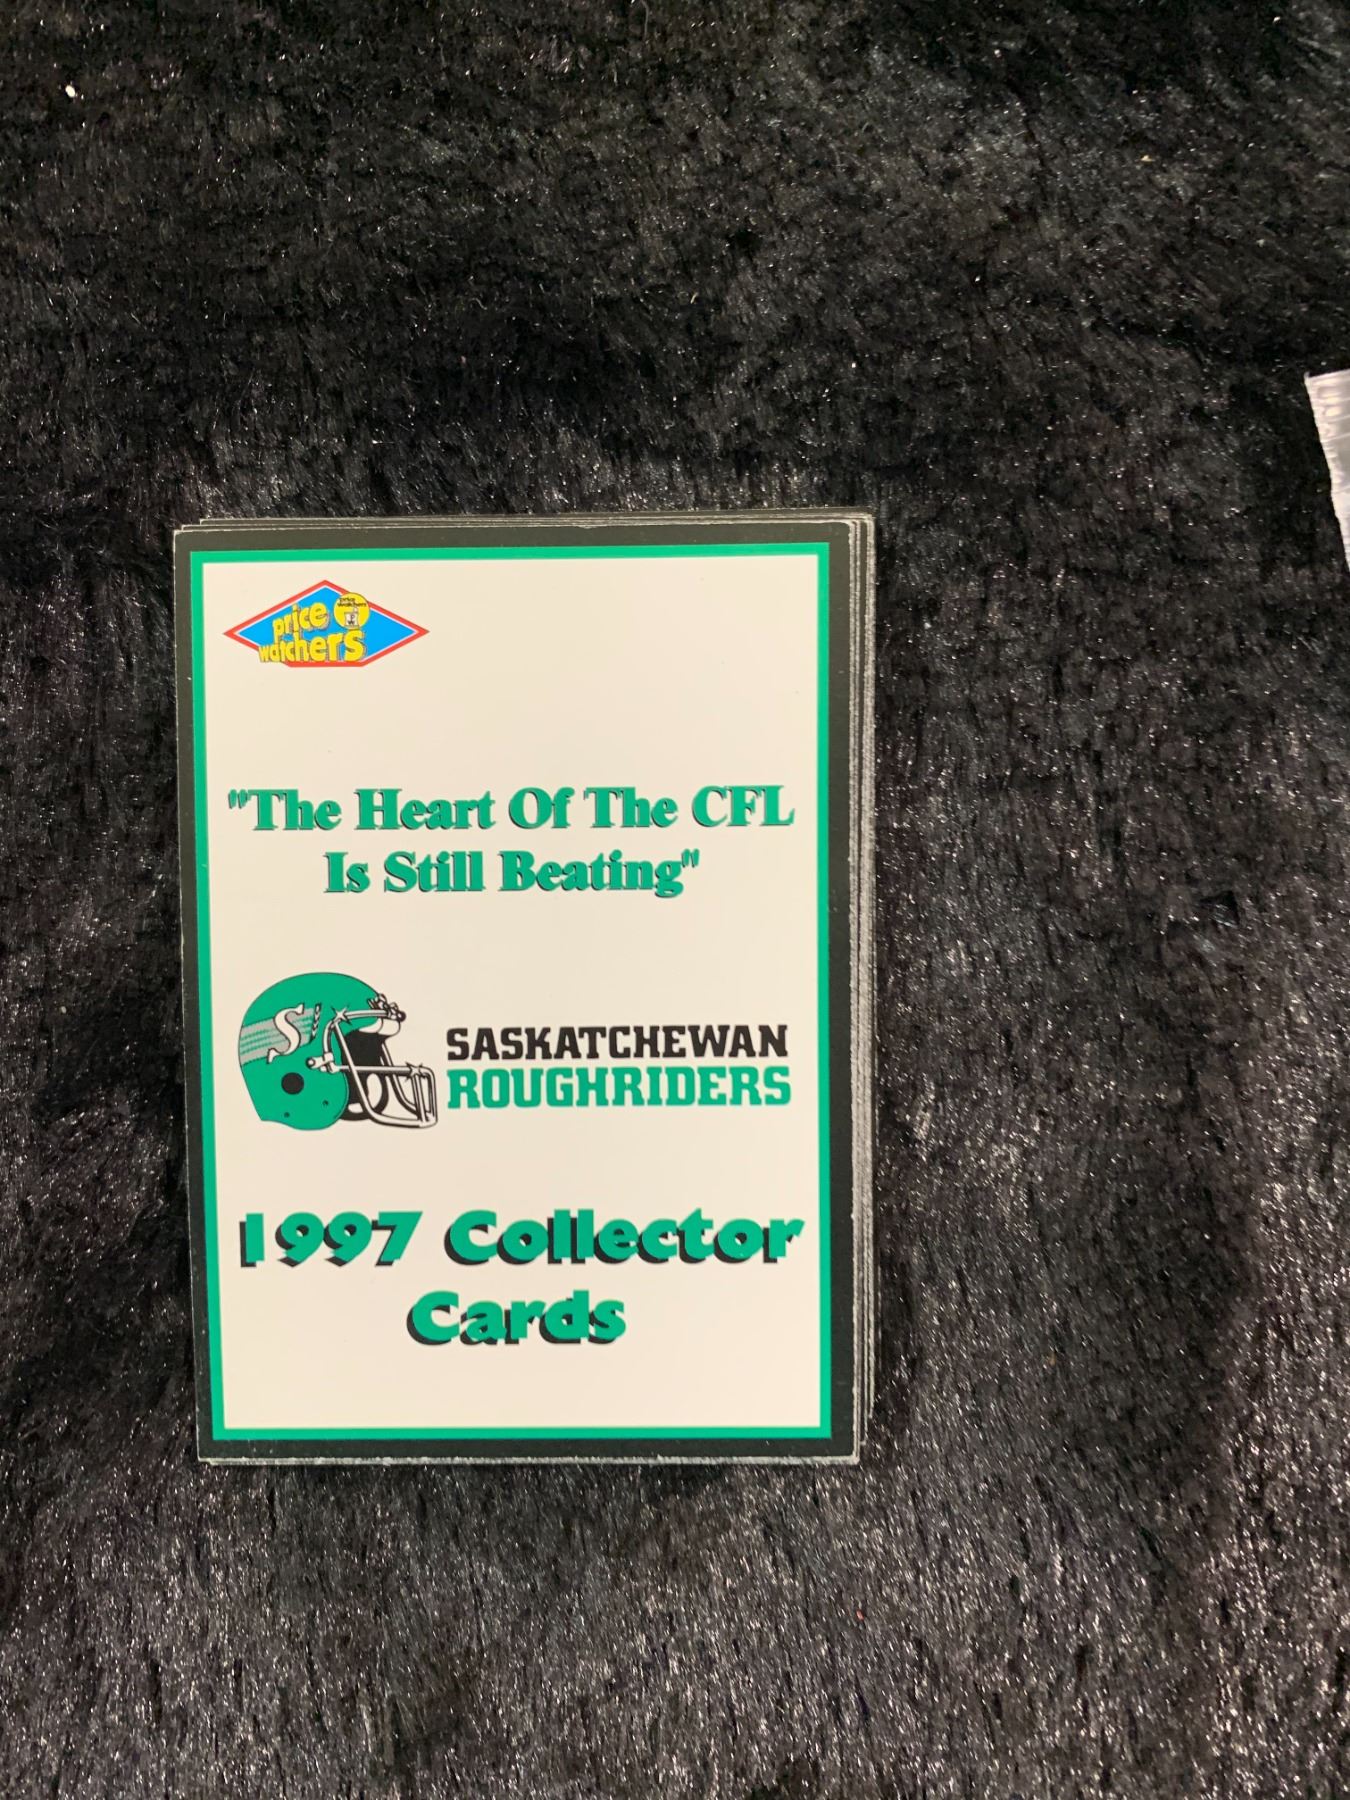 price
watchers
"The Heart Of The CFL
Is Still Beating"
S
SASKATCHEWAN
ROUGHRIDERS
1997 Collector
Cards